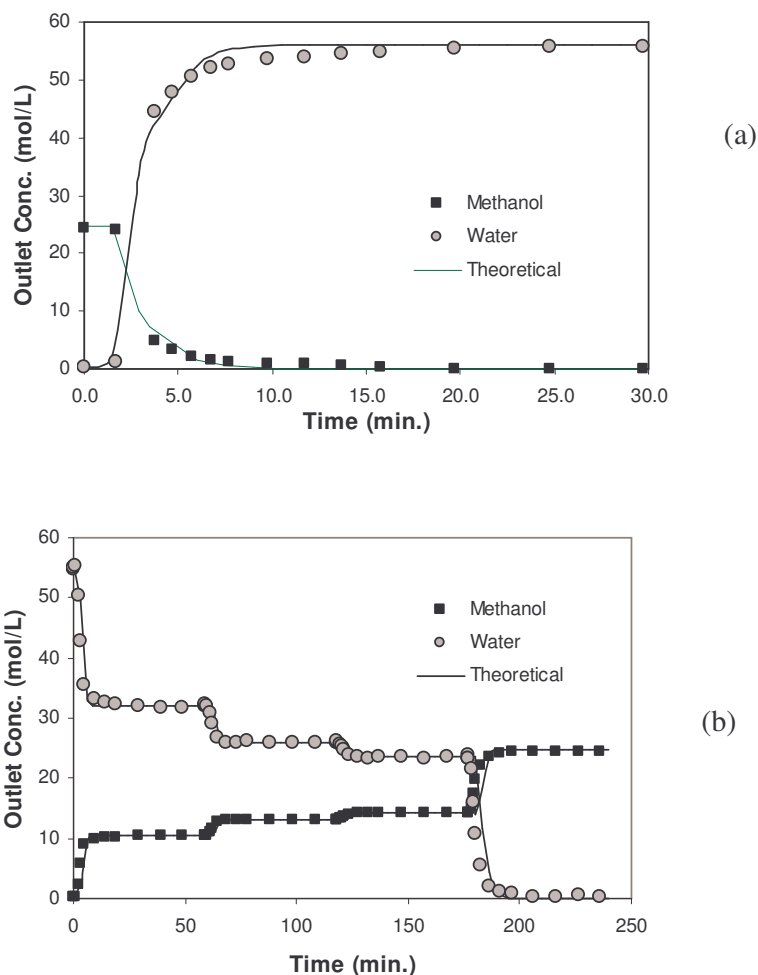 60
50
40
30
20
10
0
Outlet Conc. (mol/L)
Methanol
Water
Theoretical
0.0 5.0 10.0 15.0 20.0 25.0 30.0
Time (min.)
(a)
60
50
40
30
20
10
0
Outlet Conc. (mol/L)
Methanol
Water
Theoretical
0 50 100 150 200 250
Time (min.)
(b)